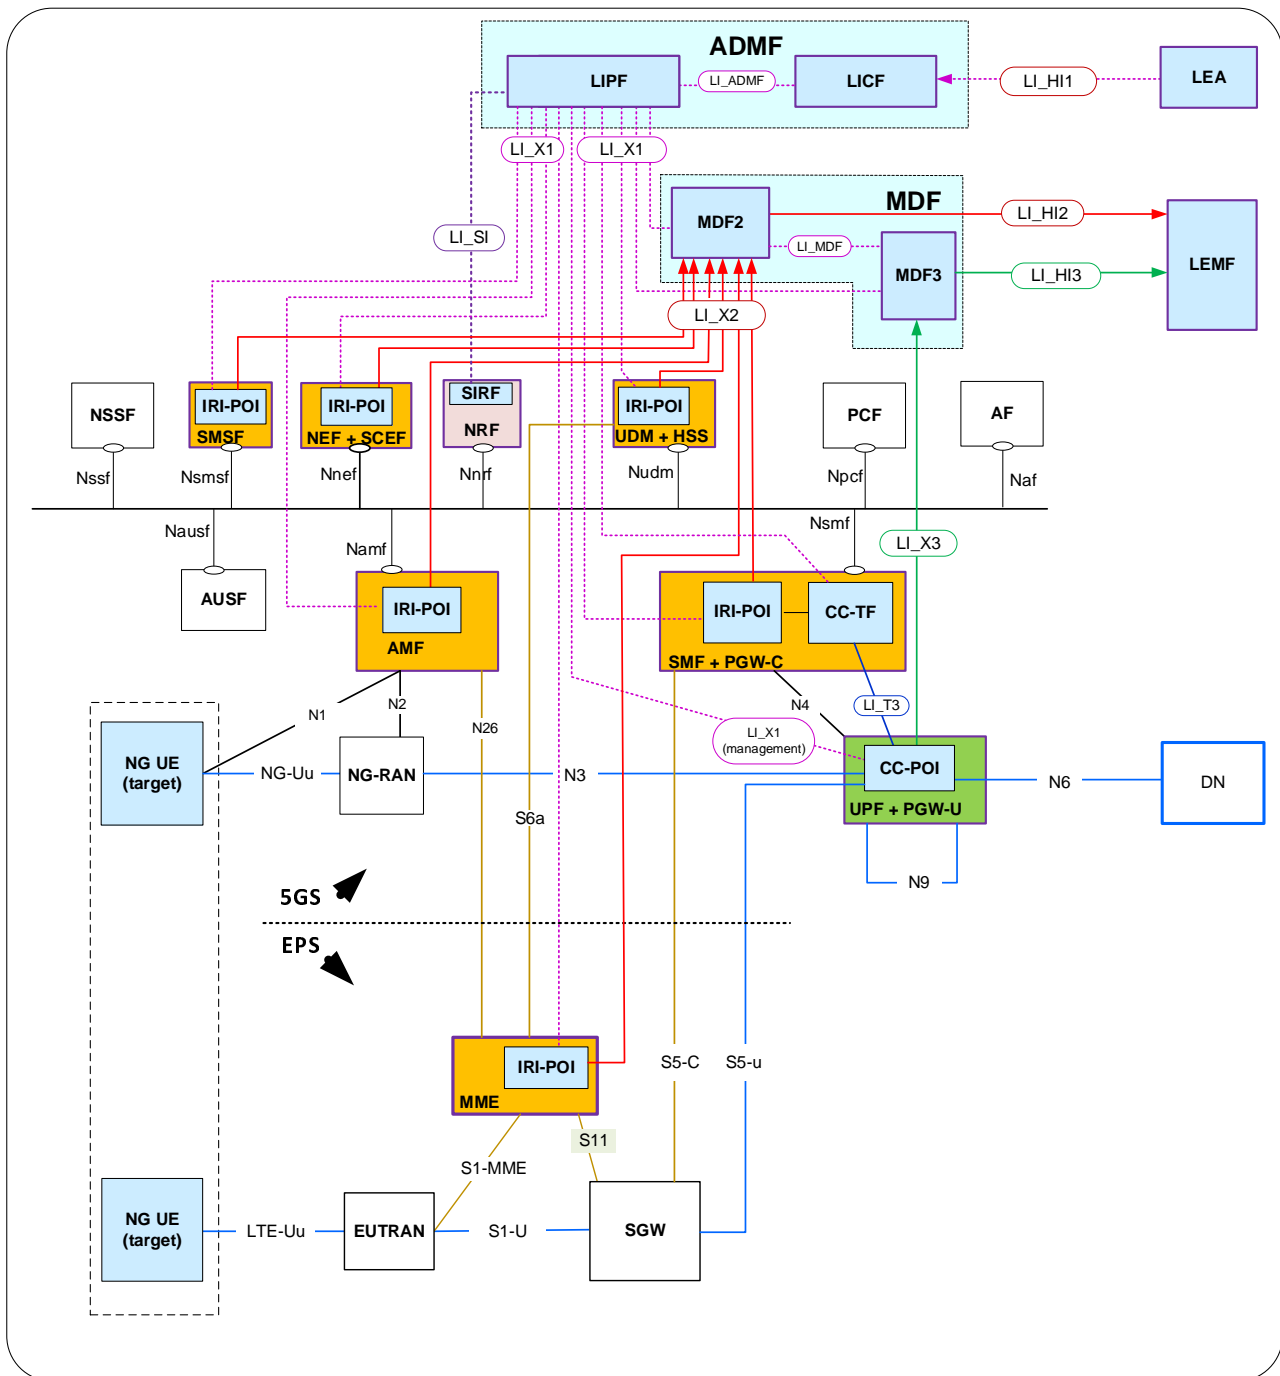 ADMF
LIPF
LI_ADMF
LICF
LI_HI1
LEA
LI_X1
LI_X1
MDF
MDF2
LI_HI2
LI_SI
LI_MDF
LEMF
MDF3
LI_HI3
LI_X2
NSSF
IRI-POI
SMSF
IRI-POI
NEF + SCEF
SIRF
NRF
IRI-POI
UDM + HSS
PCF
AF
Nssf
Nsmsf
Nnef
Nnrf
Nudm
Npcf
Naf
Nausf
Namf
Nsmf
LI_X3
AUSF
IRI-POI
AMF
IRI-POI
CC-TF
SMF + PGW-C
N1
N2
N26
N4
LI_T3
LI_X1
(management)
NG UE
(target)
NG-Uu
NG-RAN
N3
CC-POI
UPF + PGW-U
N6
DN
S6a
N9
5GS
EPS
IRI-POI
MME
S5-C
S5-u
S11
S1-MME
NG UE
(target)
LTE-Uu
EUTRAN
S1-U
SGW